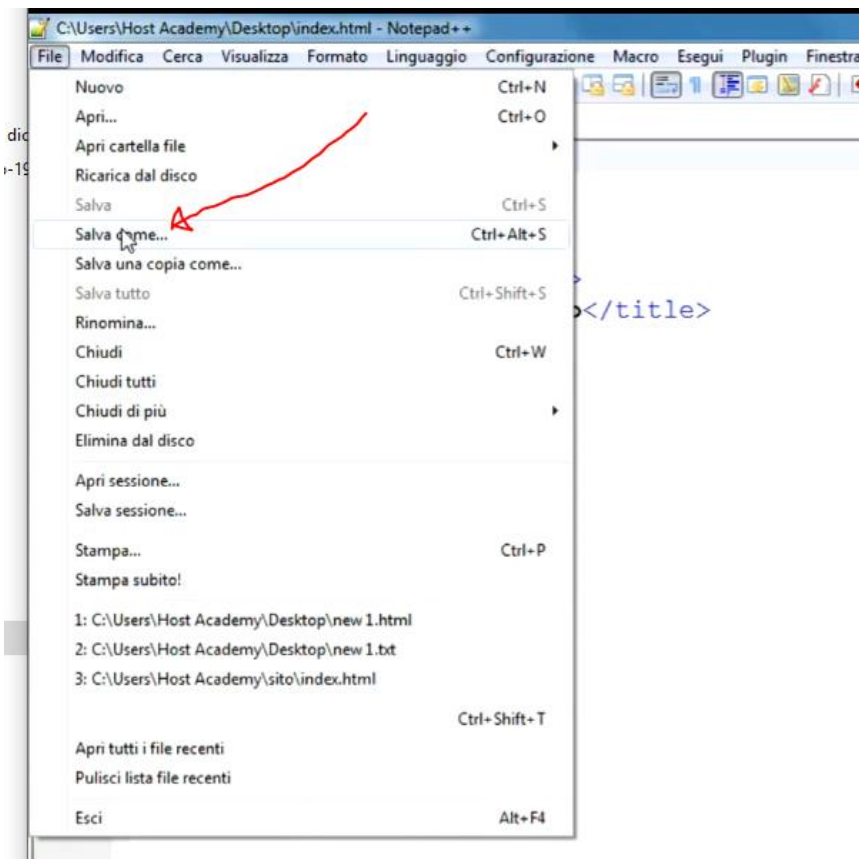 C:\Users\Host Academy\Desktop\index.html - Notepad++
File Modifica Cerca Visualizza Formato Linguaggio Configurazione Macro Esegui Plugin Finestra
Nuovo Ctrl+N
Apri... Ctrl+O
Apri cartella file
Ricarica dal disco
Salva Ctrl+S
Salva come... Ctrl+Alt+S
Salva una copia come...
Salva tutto Ctrl+Shift+S
></title>
Rinomina...
Chiudi Ctrl+W
Chiudi tutti
Chiudi di più
Elimina dal disco
Apri sessione...
Salva sessione...
Stampa... Ctrl+P
Stampa subito!
1: C:\Users\Host Academy\Desktop\new 1.html
2: C:\Users\Host Academy\Desktop\new 1.txt
3: C:\Users\Host Academy\sito\index.html
Ctrl+Shift+T
Apri tutti i file recenti
Pulisci lista file recenti
Esci Alt+F4